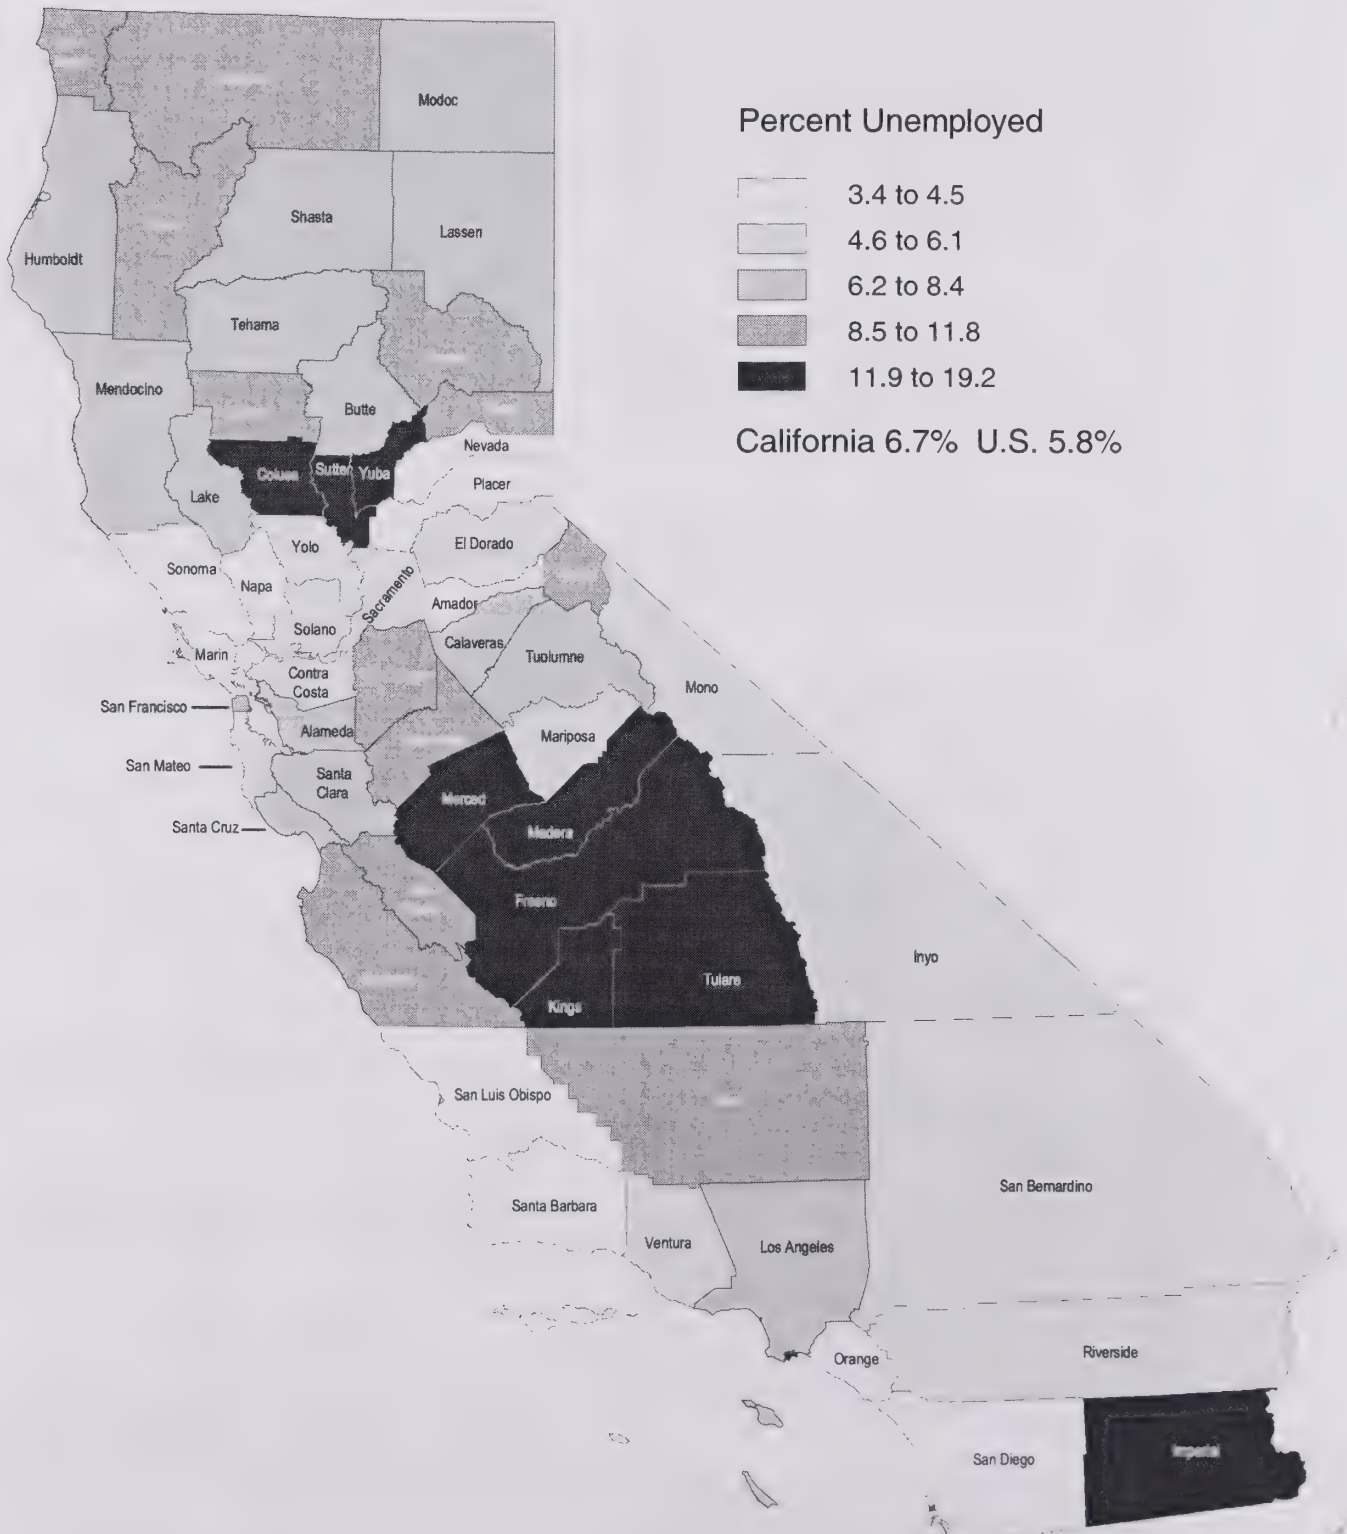 Percent Unemployed
3.4 to 4.5
4.6 to 6.1
6.2 to 8.4
8.5 to 11.8
11.9 to 19.2
California 6.7% U.S. 5.8%
Modoc
Shasta
Lassen
Humboldt
Tehama
Mendocino
Butte
Nevada
Colusa
Sutter
Yuba
Placer
Lake
El Dorado
Yolo
Sonoma
Napa
Sacramento
Amador
Solano
Calaveras
Marin
Tuolumne
Contra
Costa
Mono
San Francisco
Alameda
Mariposa
San Mateo
Santa
Clara
Merced
Santa Cruz
Madera
Fresno
Inyo
Tulare
Kings
San Luis Obispo
San Bernardino
Santa Barbara
Ventura
Los Angeles
Orange
Riverside
San Diego
Imperial